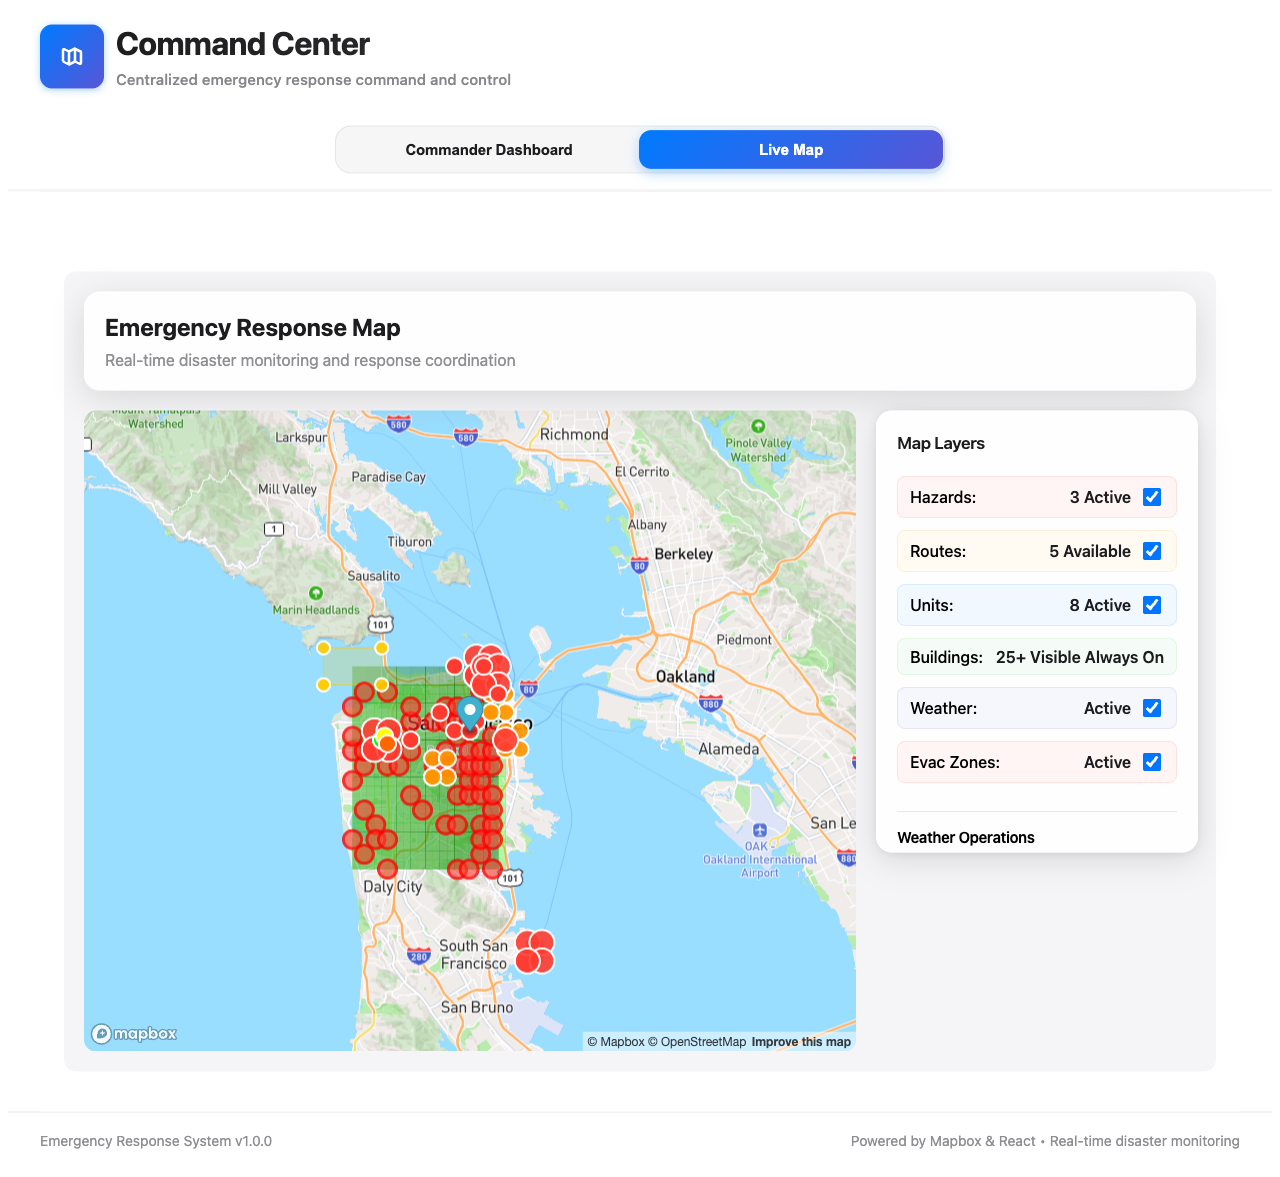 Command Center
Centralized emergency response command and control
Commander Dashboard
Live Map
Emergency Response Map
Real-time disaster monitoring and response coordination
Watershed
Larkspur
580
580
Richmond
Pinole Valley
Watershed
El Cerrito
Paradise Cay
Mill Valley
1
Albany
Tiburon
Berkeley
80
Sausalito
Marin Headlands
101
Piedmont
Oakland
80
880
Alameda
San Le
OAK -
Oakland International
Airport
880
Daly City
101
South San
Francisco
280
San Bruno
mapbox
© Mapbox © OpenStreetMap Improve this map
Map Layers
Hazards: 3 Active
Routes: 5 Available
Units: 8 Active
Buildings: 25+ Visible Always On
Weather: Active
Evac Zones: Active
Weather Operations
Emergency Response System v1.0.0
Powered by Mapbox & React • Real-time disaster monitoring